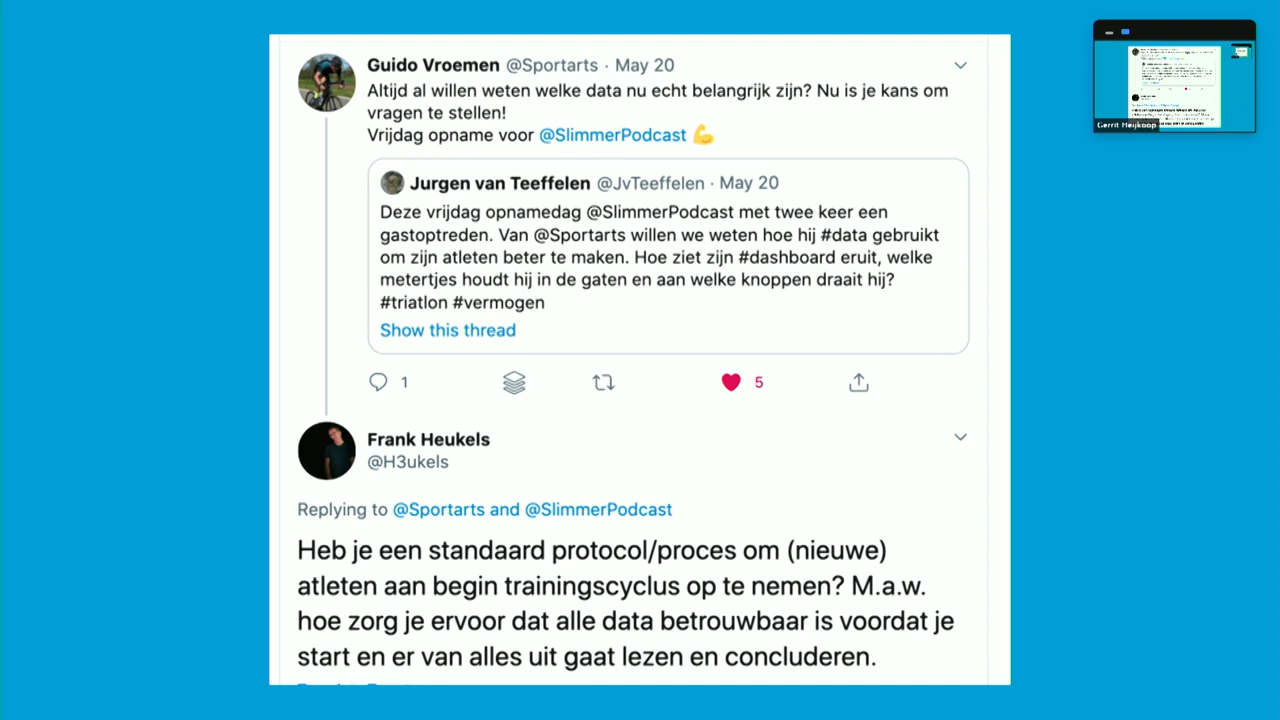 Guido Vroemen @Sportarts · May 20
Altijd al willen weten welke data nu echt belangrijk zijn? Nu is je kans om
vragen te stellen!
Vrijdag opname voor @SlimmerPodcast 💪
Jurgen van Teeffelen @JvTeeffelen · May 20
Deze vrijdag opnamedag @SlimmerPodcast met twee keer een
gastoptreden. Van @Sportarts willen we weten hoe hij #data gebruikt
om zijn atleten beter te maken. Hoe ziet zijn #dashboard eruit, welke
metertjes houdt hij in de gaten en aan welke knoppen draait hij?
#triatlon #vermogen
Show this thread
1
5
Frank Heukels
@H3ukels
Replying to @Sportarts and @SlimmerPodcast
Heb je een standaard protocol/proces om (nieuwe)
atleten aan begin trainingscyclus op te nemen? M.a.w.
hoe zorg je ervoor dat alle data betrouwbaar is voordat je
start en er van alles uit gaat lezen en concluderen.
Gerrit Heijkoop